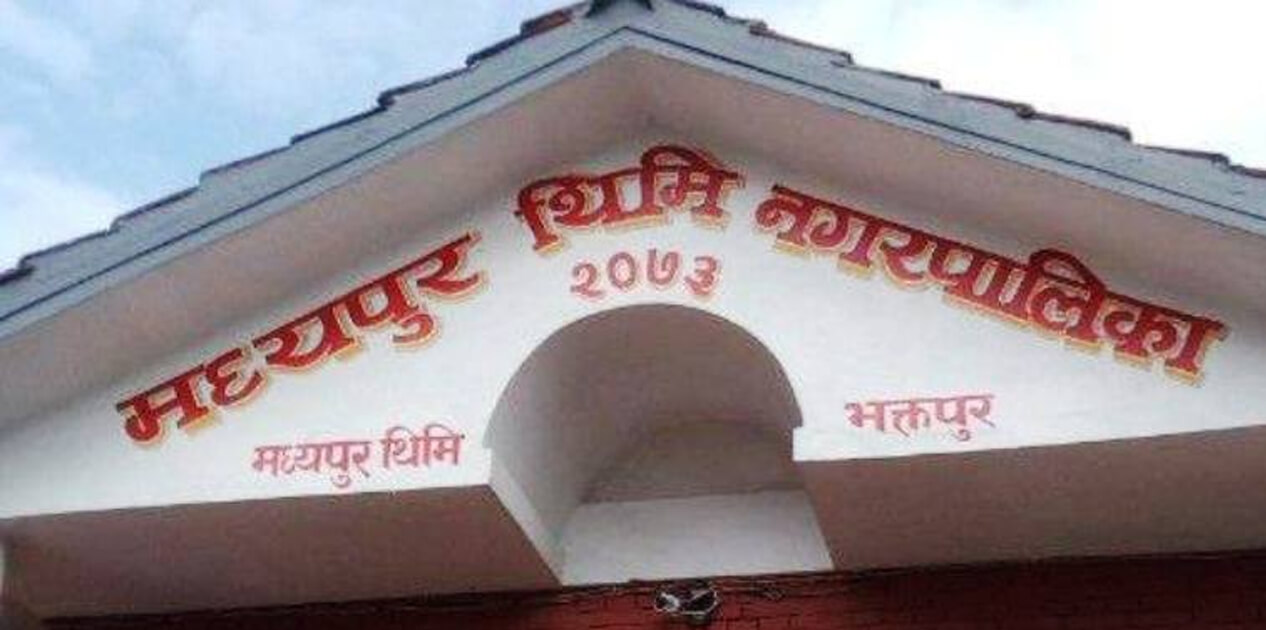 मध्यपुर थिमि नगरपालिका
२०७३
मध्यपुर थिमि भक्तपुर